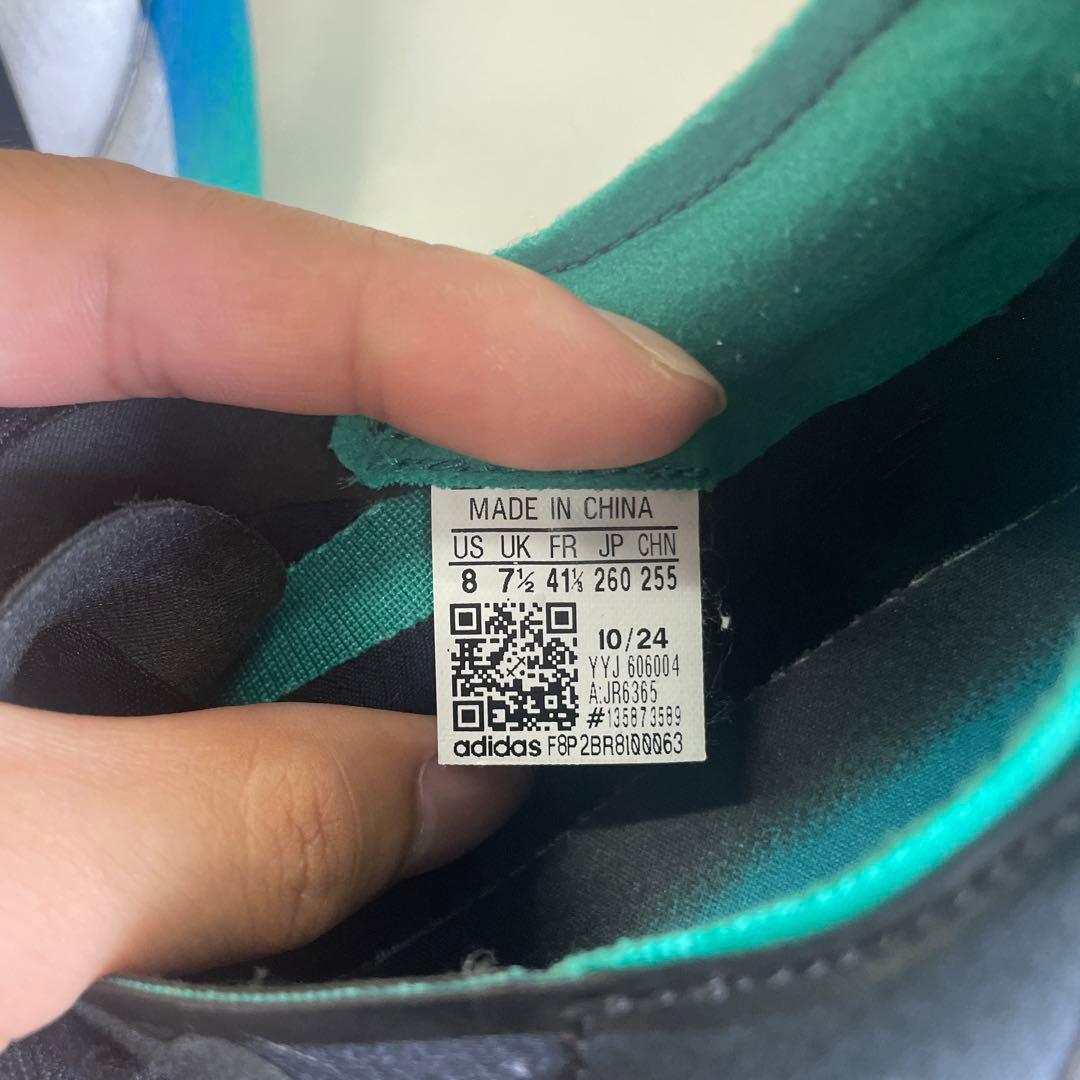 MADE IN CHINA
US UK FR JP CHN
8 7½ 41⅓ 260 255
10/24
YYJ 606004
A:JR6365
#135873589
adidas F8P2BR8I00063